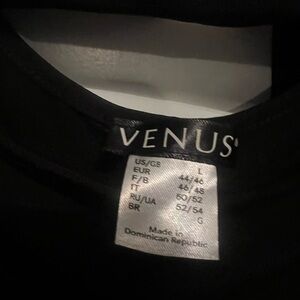 VENUS
US/GB L
EUR 44/46
F/B 46/48
IT 50/52
RU/UA 52/54
BR G
Made in
Dominican Republic